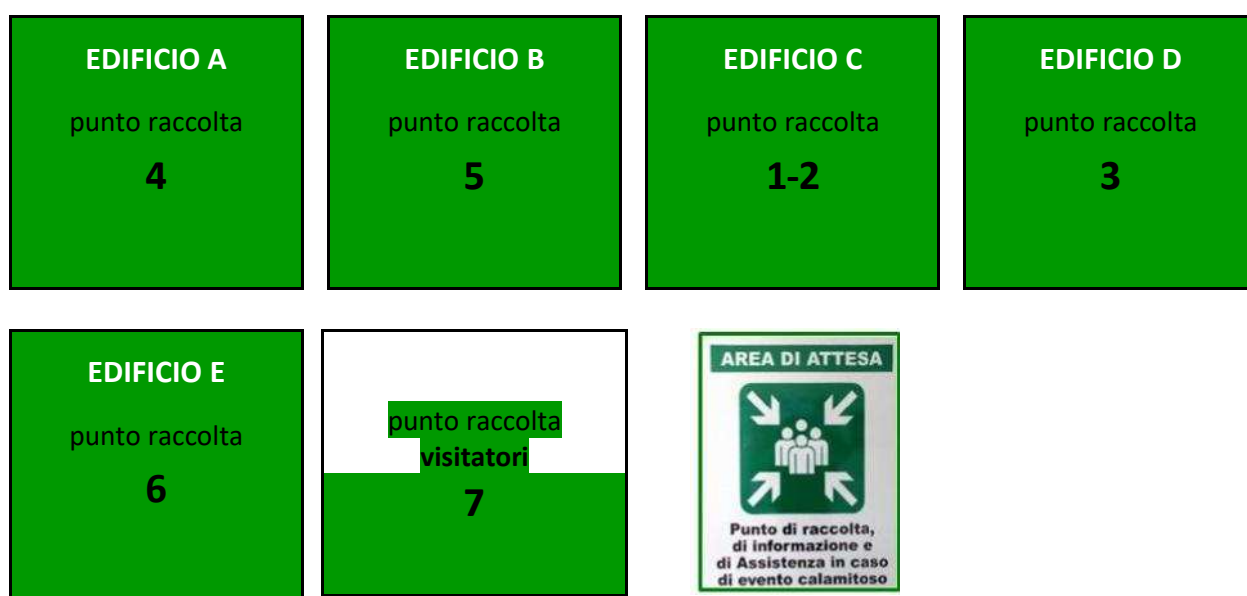 EDIFICIO A
punto raccolta
4
EDIFICIO B
punto raccolta
5
EDIFICIO C
punto raccolta
1-2
EDIFICIO D
punto raccolta
3
EDIFICIO E
punto raccolta
6
punto raccolta
visitatori
7
AREA DI ATTESA
Punto di raccolta,
di informazione e
di Assistenza in caso
di evento calamitoso